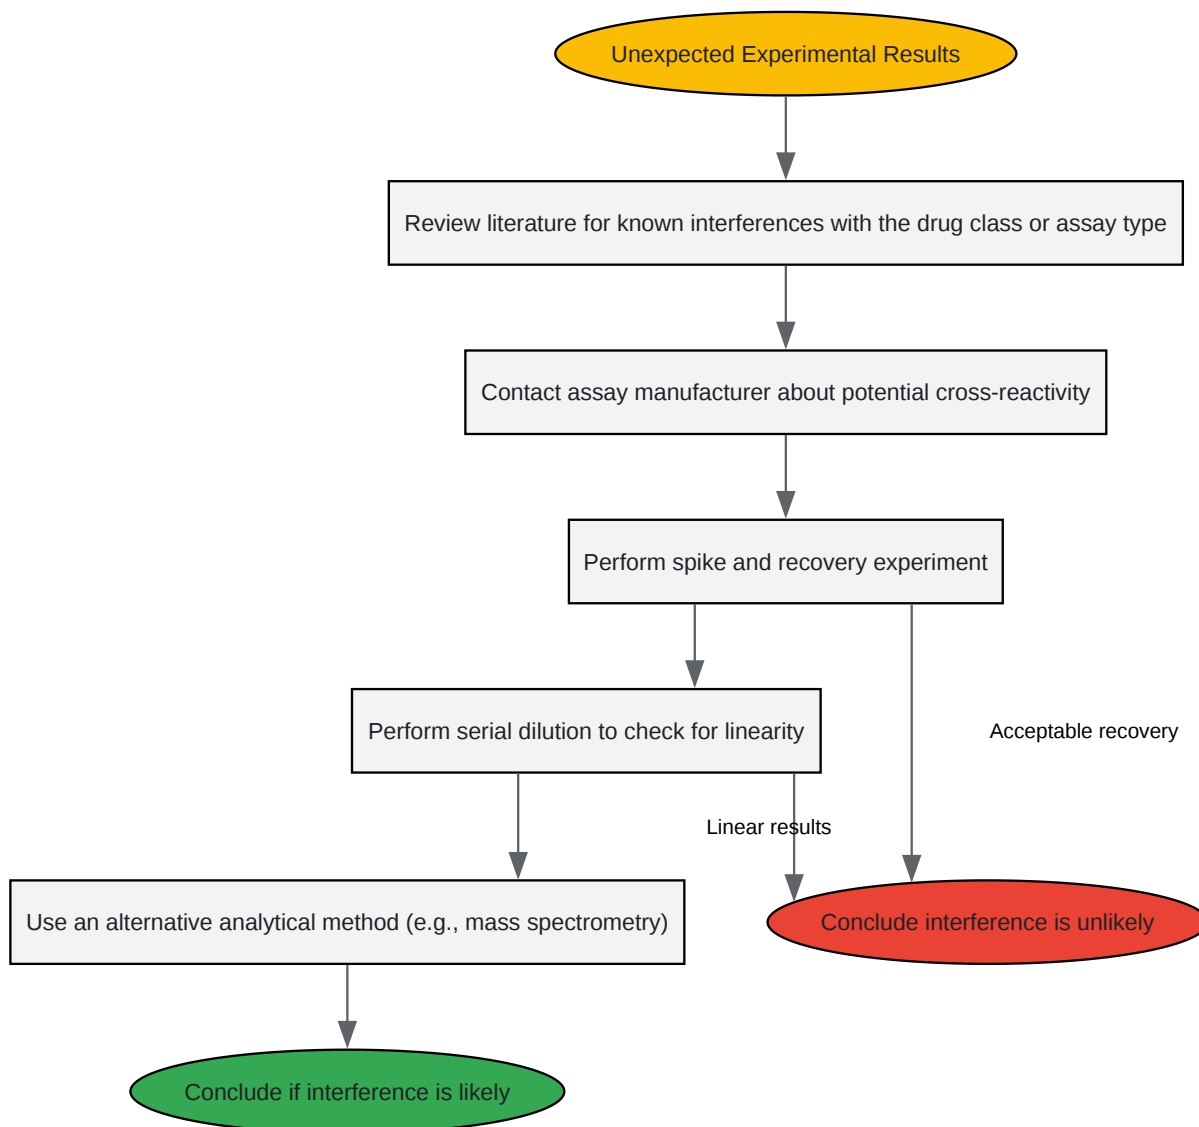 Unexpected Experimental Results
Review literature for known interferences with the drug class or assay type
Contact assay manufacturer about potential cross-reactivity
Perform spike and recovery experiment
Perform serial dilution to check for linearity
Acceptable recovery
Linear results
Use an alternative analytical method (e.g., mass spectrometry)
Conclude interference is unlikely
Conclude if interference is likely